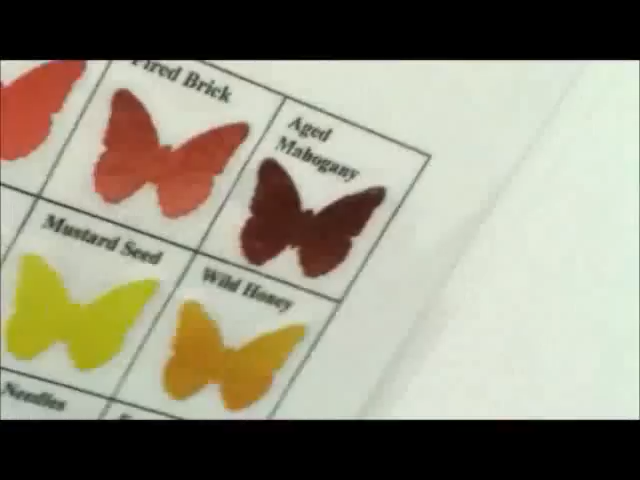 Fired Brick
Aged
Mahogany
Mustard Seed
Wild Honey
Needles